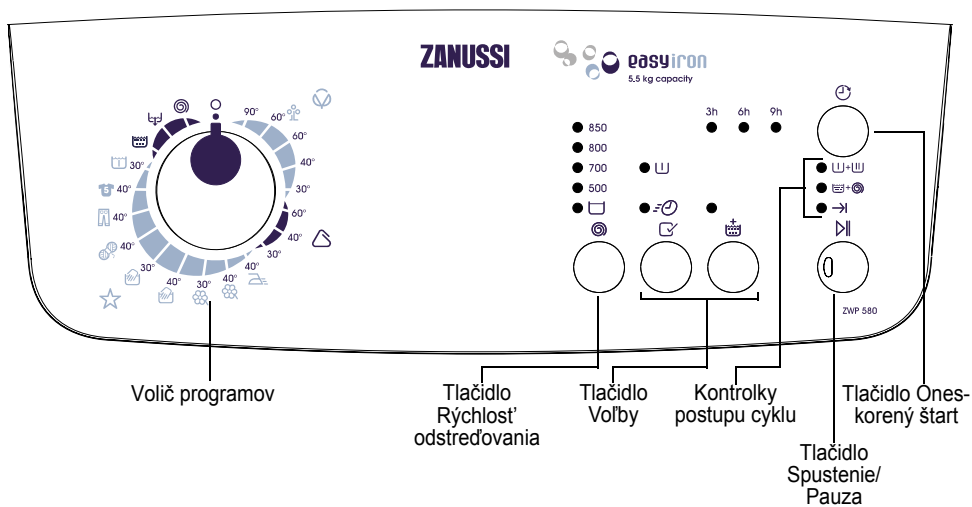 ZANUSSI
easyiron
5.5 kg capacity
3h 6h 9h
850
800
700
500
90°
60°
60°
40°
30°
60°
40°
30°
40°
40°
30°
40°
30°
40°
40°
40°
30°
S
ZWP 580
Volič programov
Tlačidlo
Rýchlosť
odstreďovania
Tlačidlo
Voľby
Kontrolky
postupu cyklu
Tlačidlo Ones-
korený štart
Tlačidlo
Spustenie/
Pauza